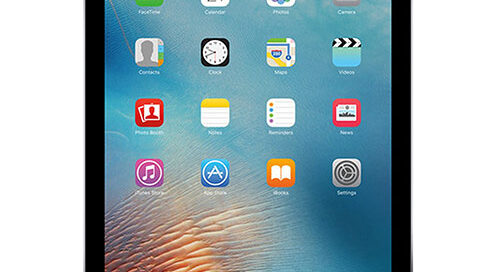 FaceTime Calendar Photos Camera
Contacts Clock Maps Videos
Photo Booth Notes Reminders News
iTunes Store App Store iBooks Settings